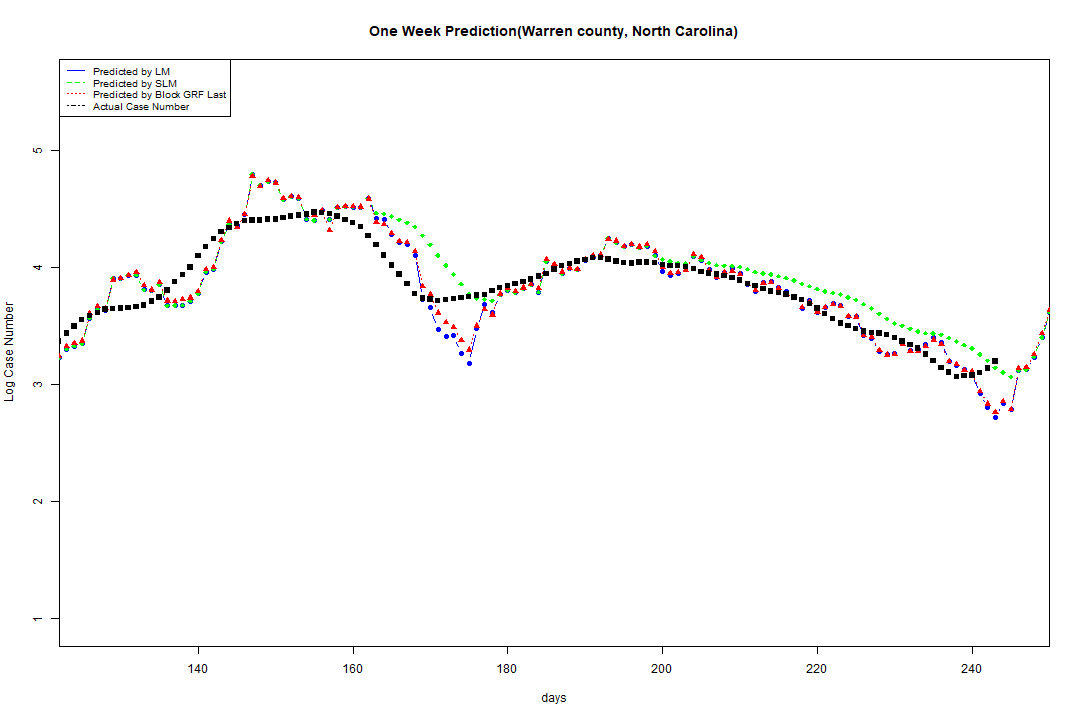 One Week Prediction(Warren county, North Carolina)
Predicted by LM
Predicted by SLM
Predicted by Block GRF Last
Actual Case Number
Log Case Number
5
4
3
2
1
140 160 180 200 220 240
days